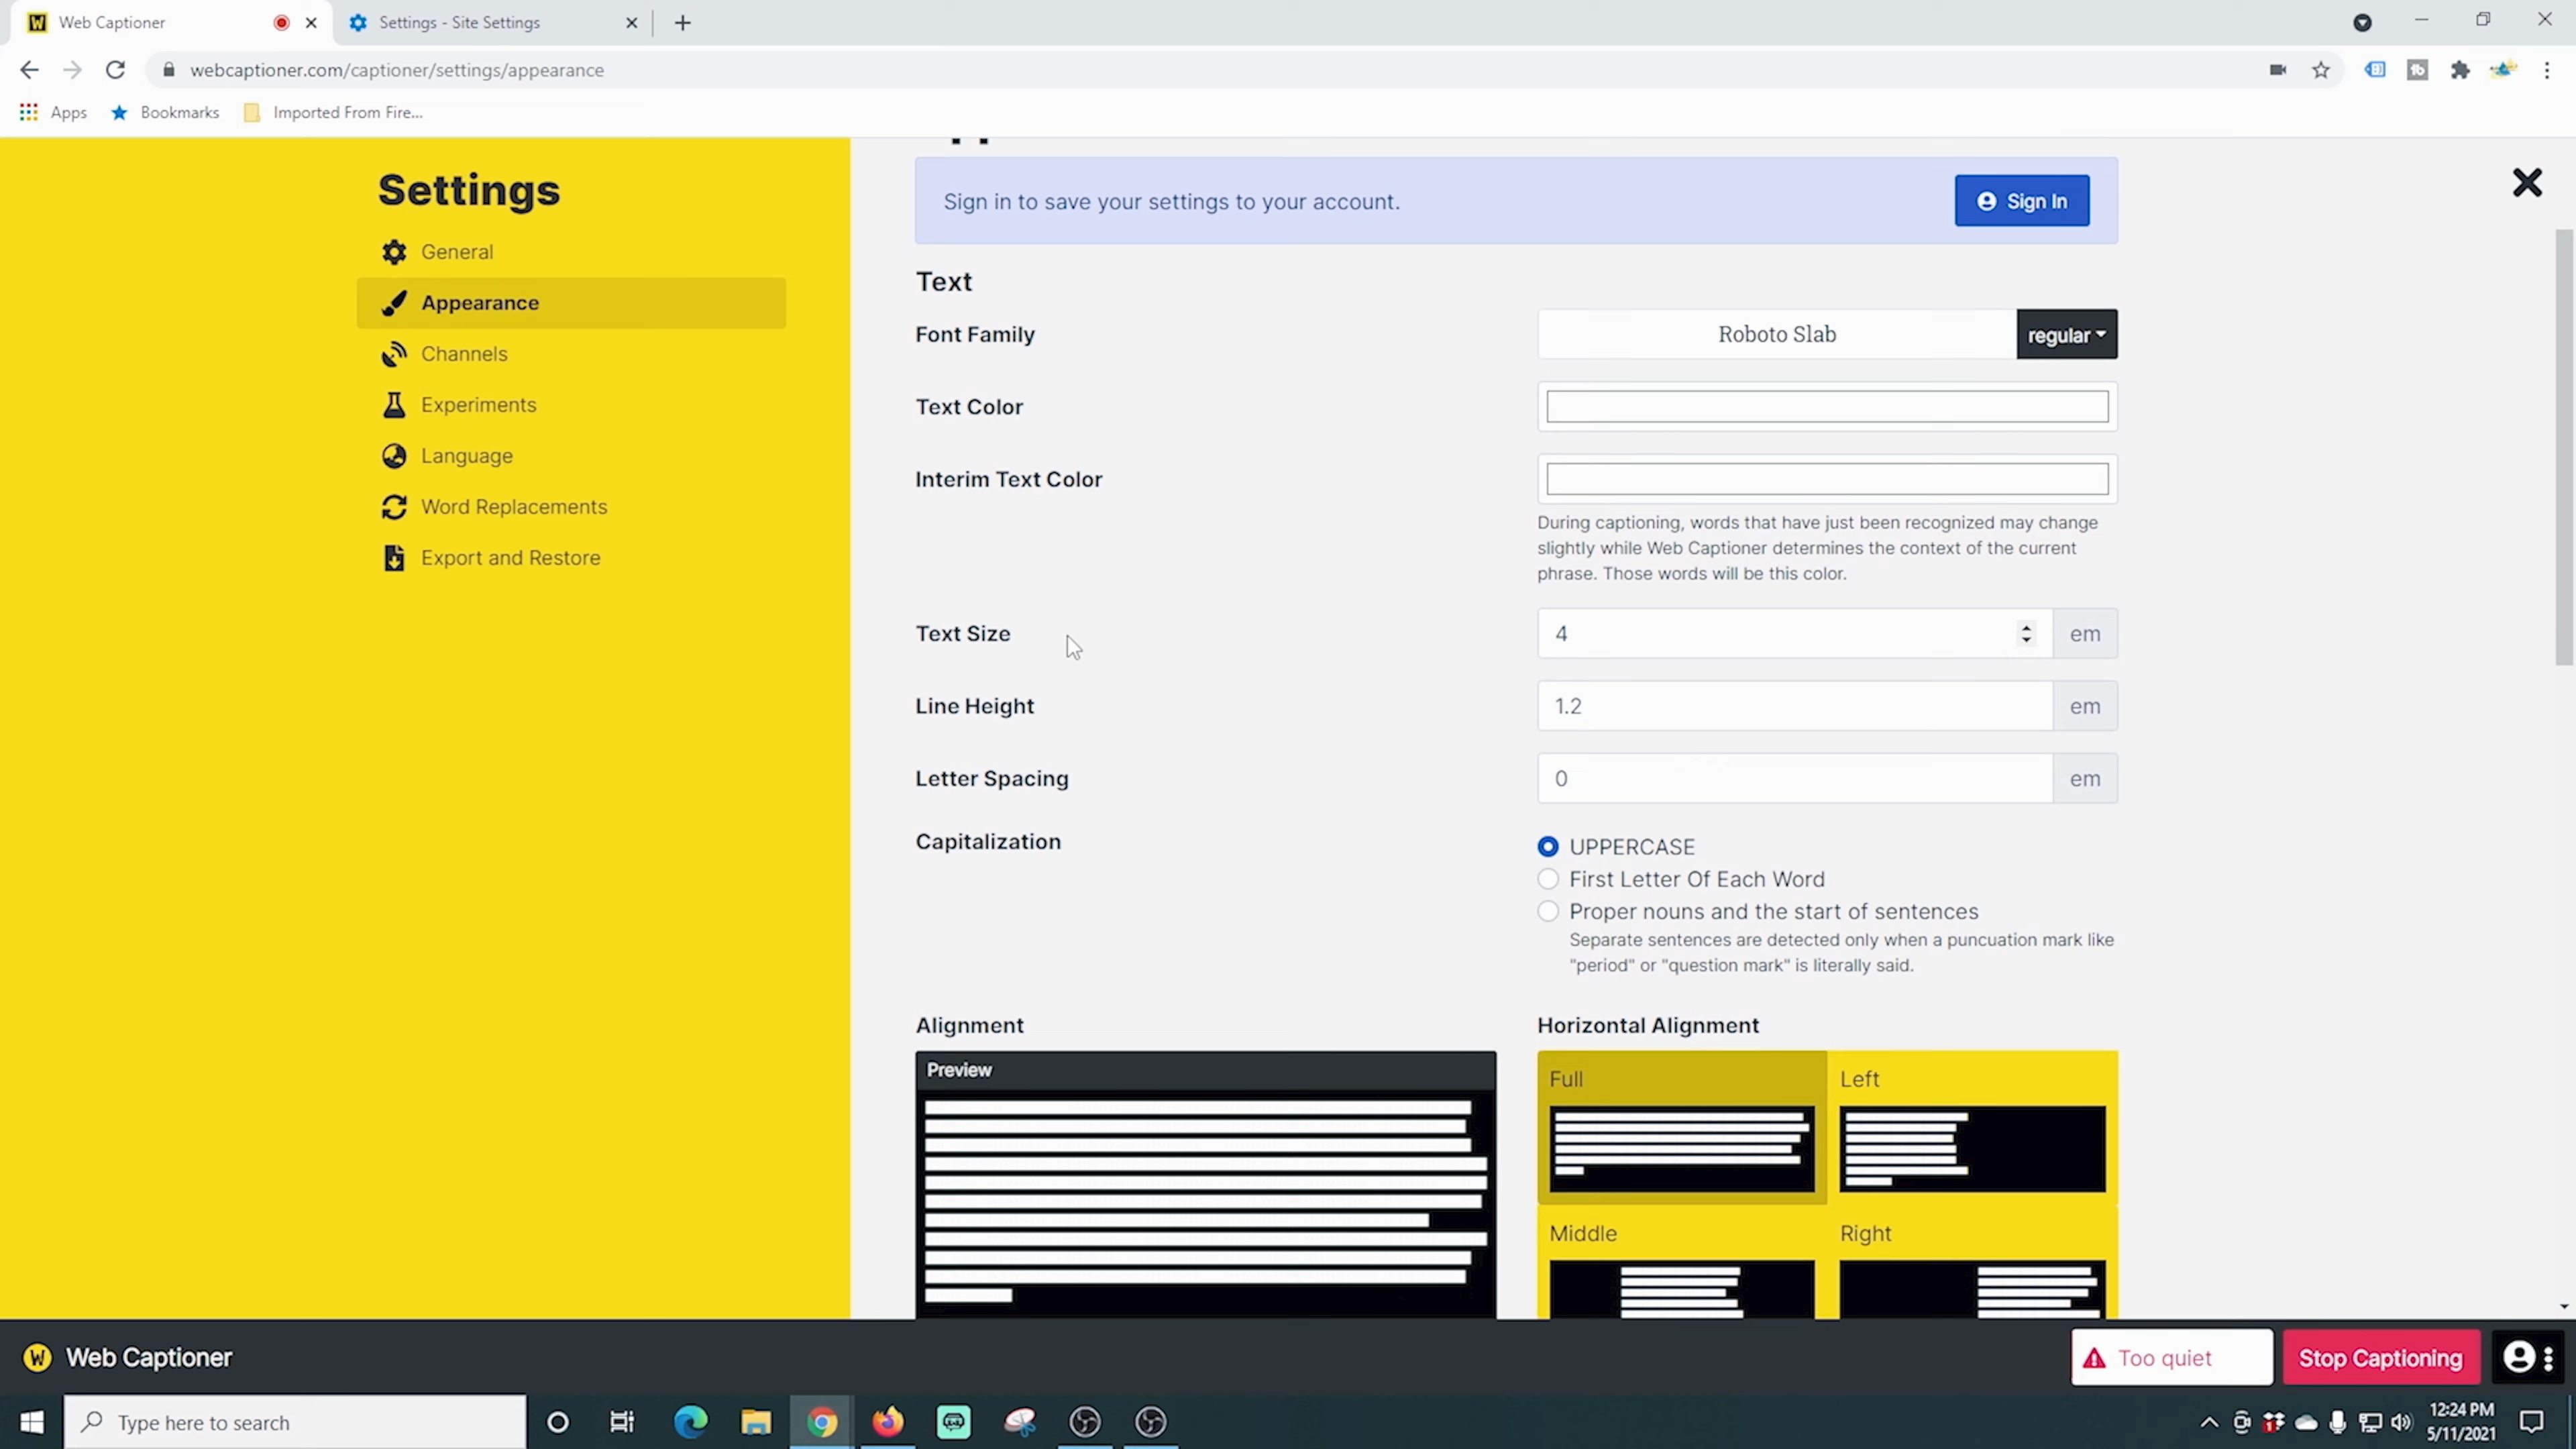 Web Captioner
Settings - Site Settings
webcaptioner.com/captioner/settings/appearance
Apps
Bookmarks
Imported From Fire...
Settings
General
Appearance
Channels
Experiments
Language
Word Replacements
Export and Restore
Sign in to save your settings to your account.
Sign In
Text
Font Family
Roboto Slab
regular
Text Color
Interim Text Color
During captioning, words that have just been recognized may change
slightly while Web Captioner determines the context of the current
phrase. Those words will be this color.
Text Size
4
em
Line Height
1.2
em
Letter Spacing
0
em
Capitalization
UPPERCASE
First Letter Of Each Word
Proper nouns and the start of sentences
Separate sentences are detected only when a puncuation mark like
"period" or "question mark" is literally said.
Alignment
Preview
Horizontal Alignment
Full
Left
Middle
Right
W
Web Captioner
Too quiet
Stop Captioning
Type here to search
12:24 PM
5/11/2021